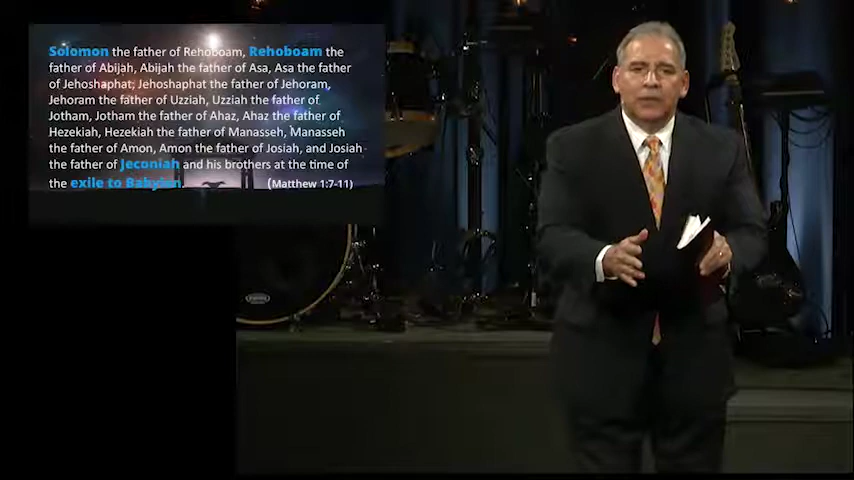 Solomon the father of Rehoboam, Rehoboam the
father of Abijah, Abijah the father of Asa, Asa the father
of Jehoshaphat, Jehoshaphat the father of Jehoram,
Jehoram the father of Uzziah, Uzziah the father of
Jotham, Jotham the father of Ahaz, Ahaz the father of
Hezekiah, Hezekiah the father of Manasseh, Manasseh
the father of Amon, Amon the father of Josiah, and Josiah
the father of Jeconiah and his brothers at the time of
the exile to Babylon. (Matthew 1:7-11)